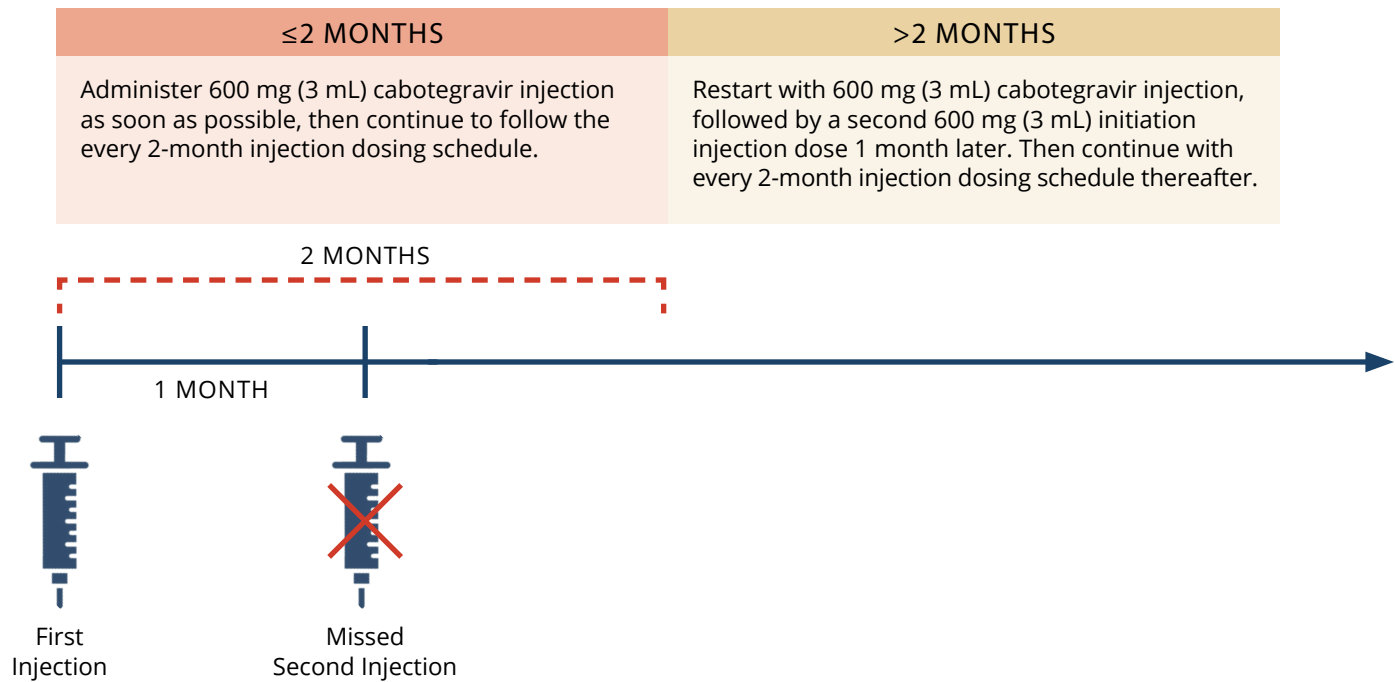 ≤2 MONTHS
>2 MONTHS
Administer 600 mg (3 mL) cabotegravir injection
as soon as possible, then continue to follow the
every 2-month injection dosing schedule.
Restart with 600 mg (3 mL) cabotegravir injection,
followed by a second 600 mg (3 mL) initiation
injection dose 1 month later. Then continue with
every 2-month injection dosing schedule thereafter.
2 MONTHS
1 MONTH
First
Injection
Missed
Second Injection